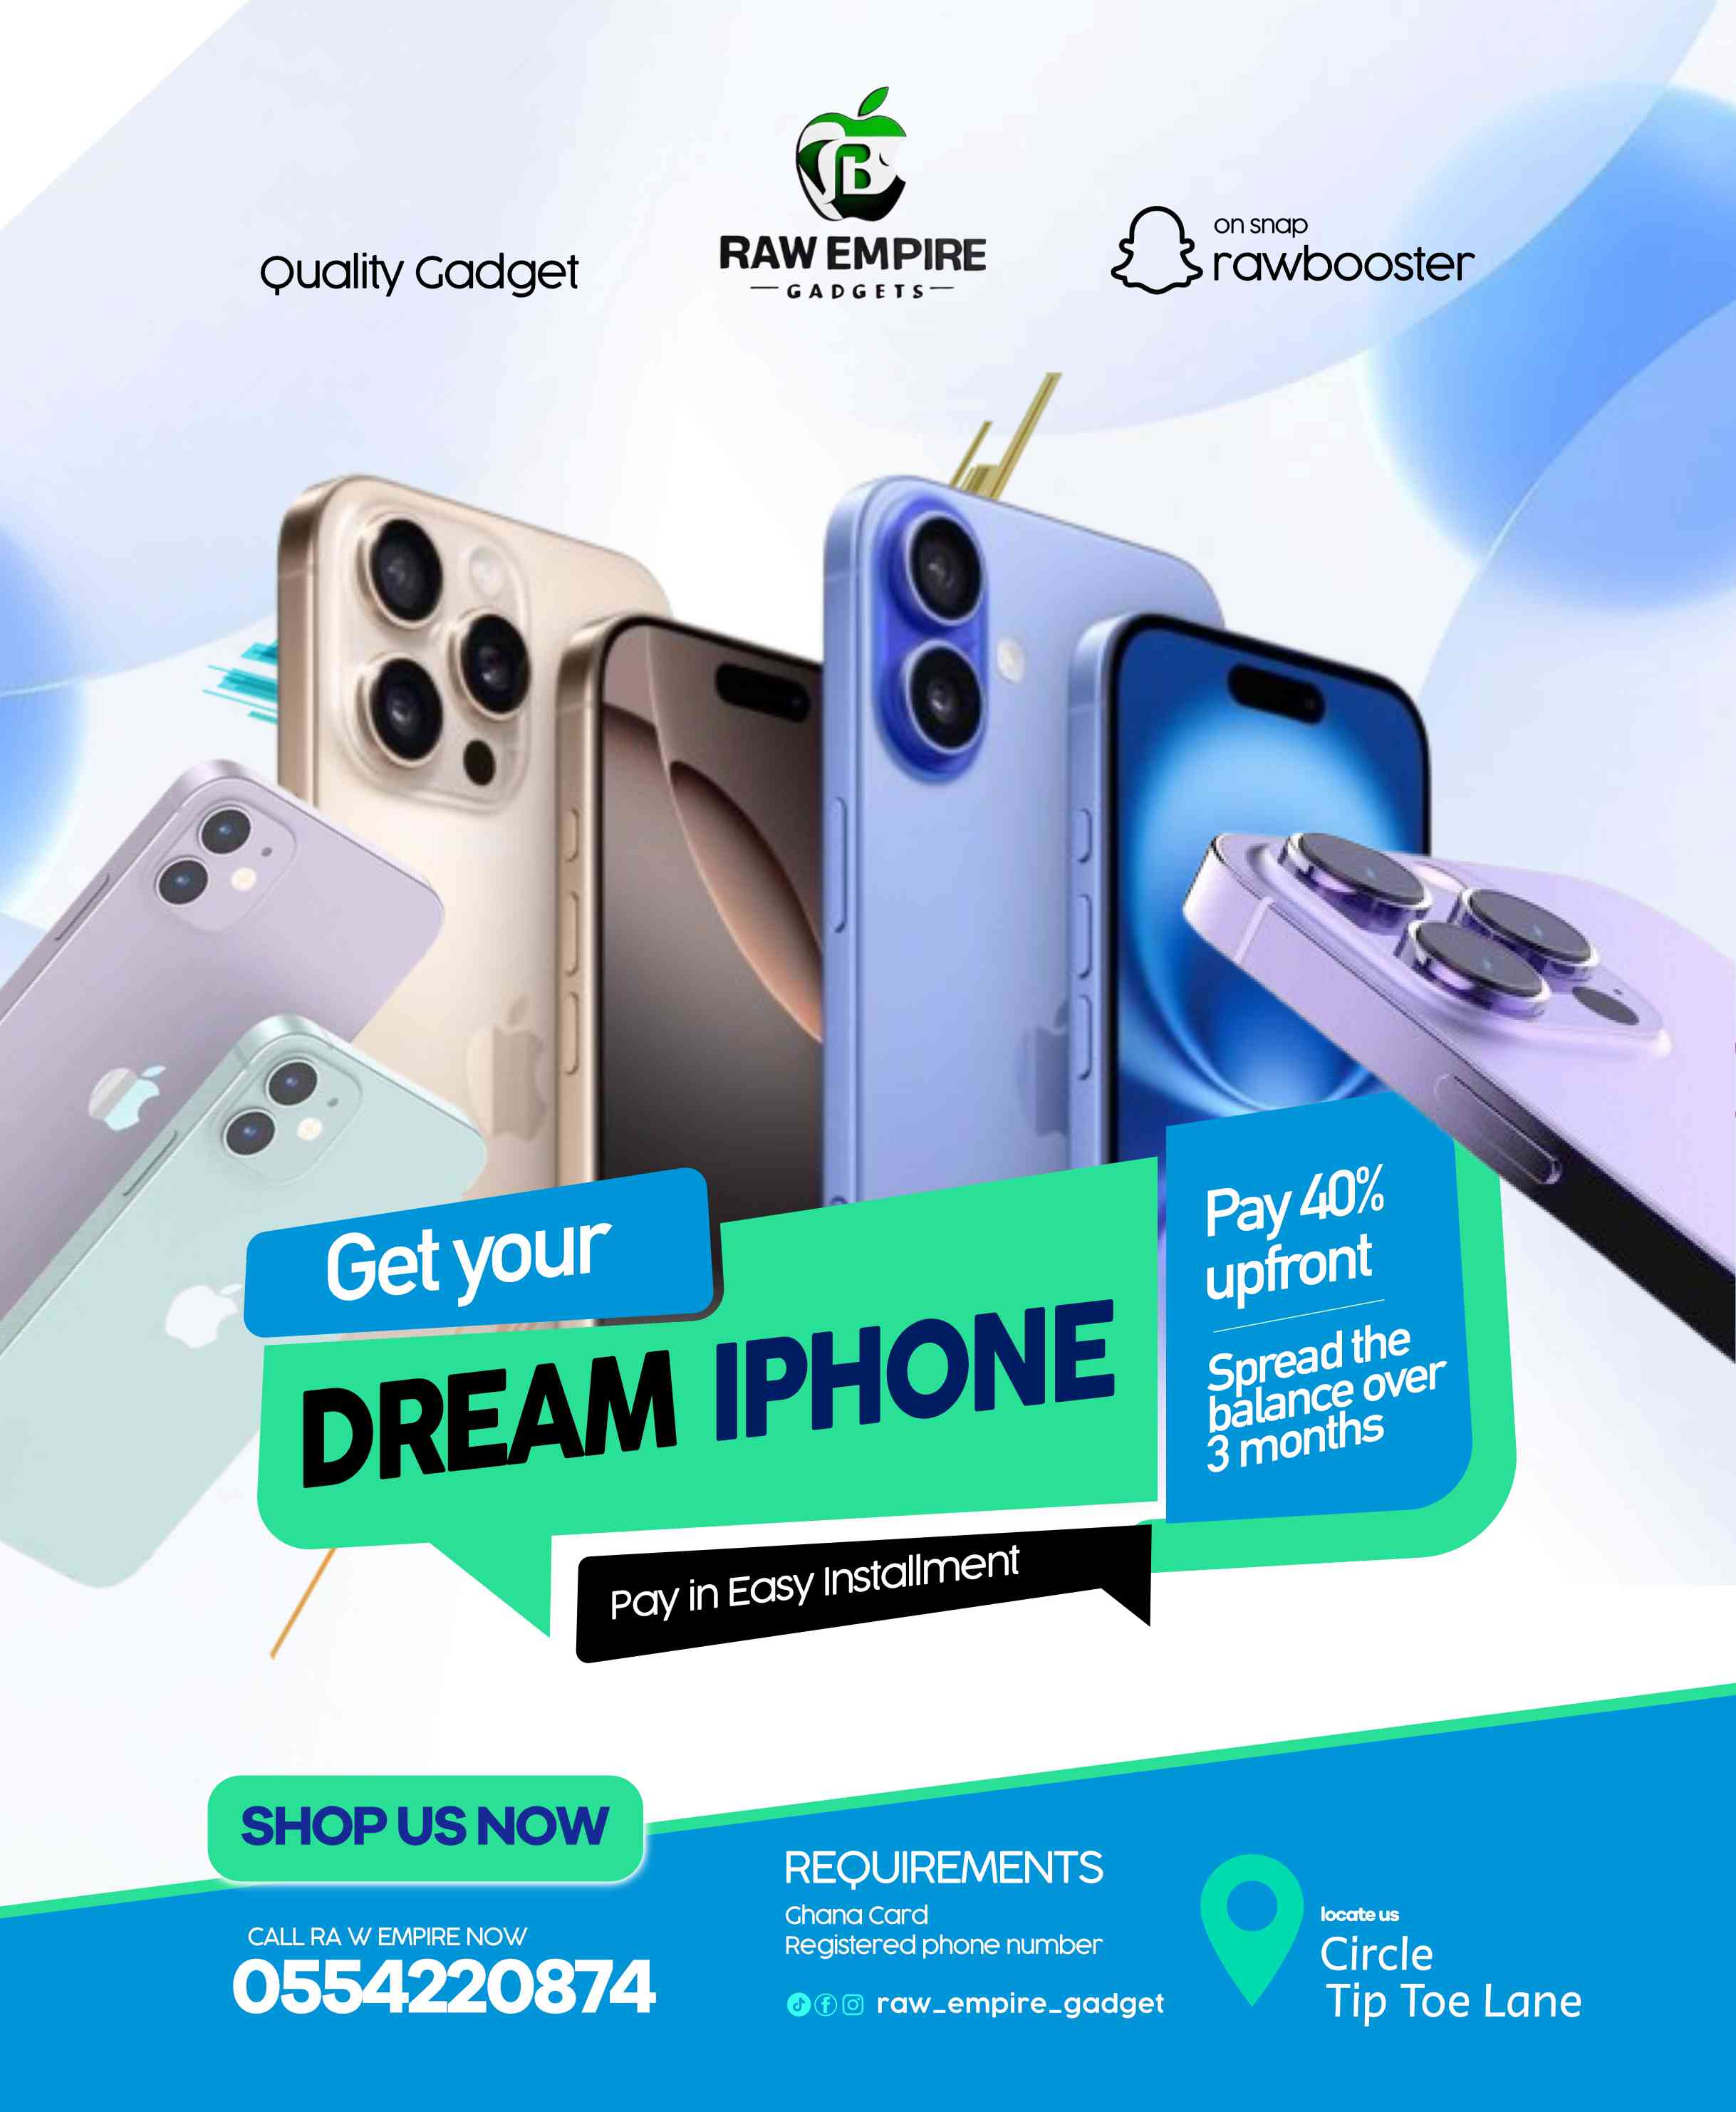 Quality Gadget
B
RAW EMPIRE
GADGETS
on snap
rawbooster
Get your
DREAM IPHONE
Pay 40%
upfront
Spread the
balance over
3 months
Pay in Easy Installment
SHOP US NOW
CALL RA W EMPIRE NOW
0554220874
REQUIREMENTS
Ghana Card
Registered phone number
raw_empire_gadget
locate us
Circle
Tip Toe Lane